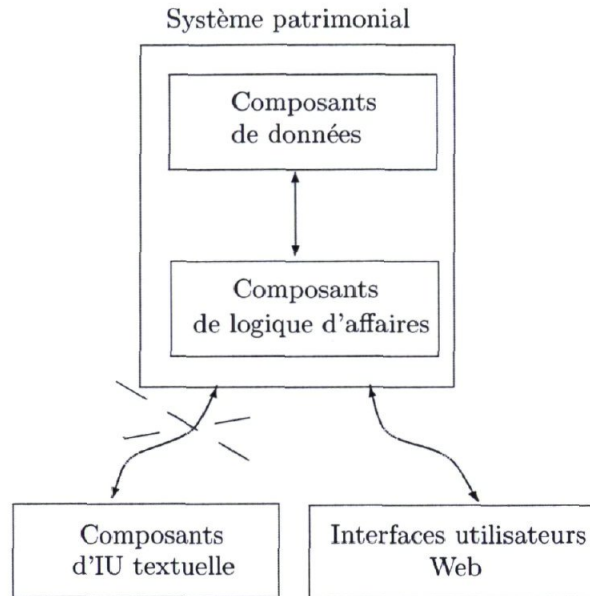 Système patrimonial
Composants
de données
Composants
de logique d'affaires
Composants
d'IU textuelle
Interfaces utilisateurs
Web